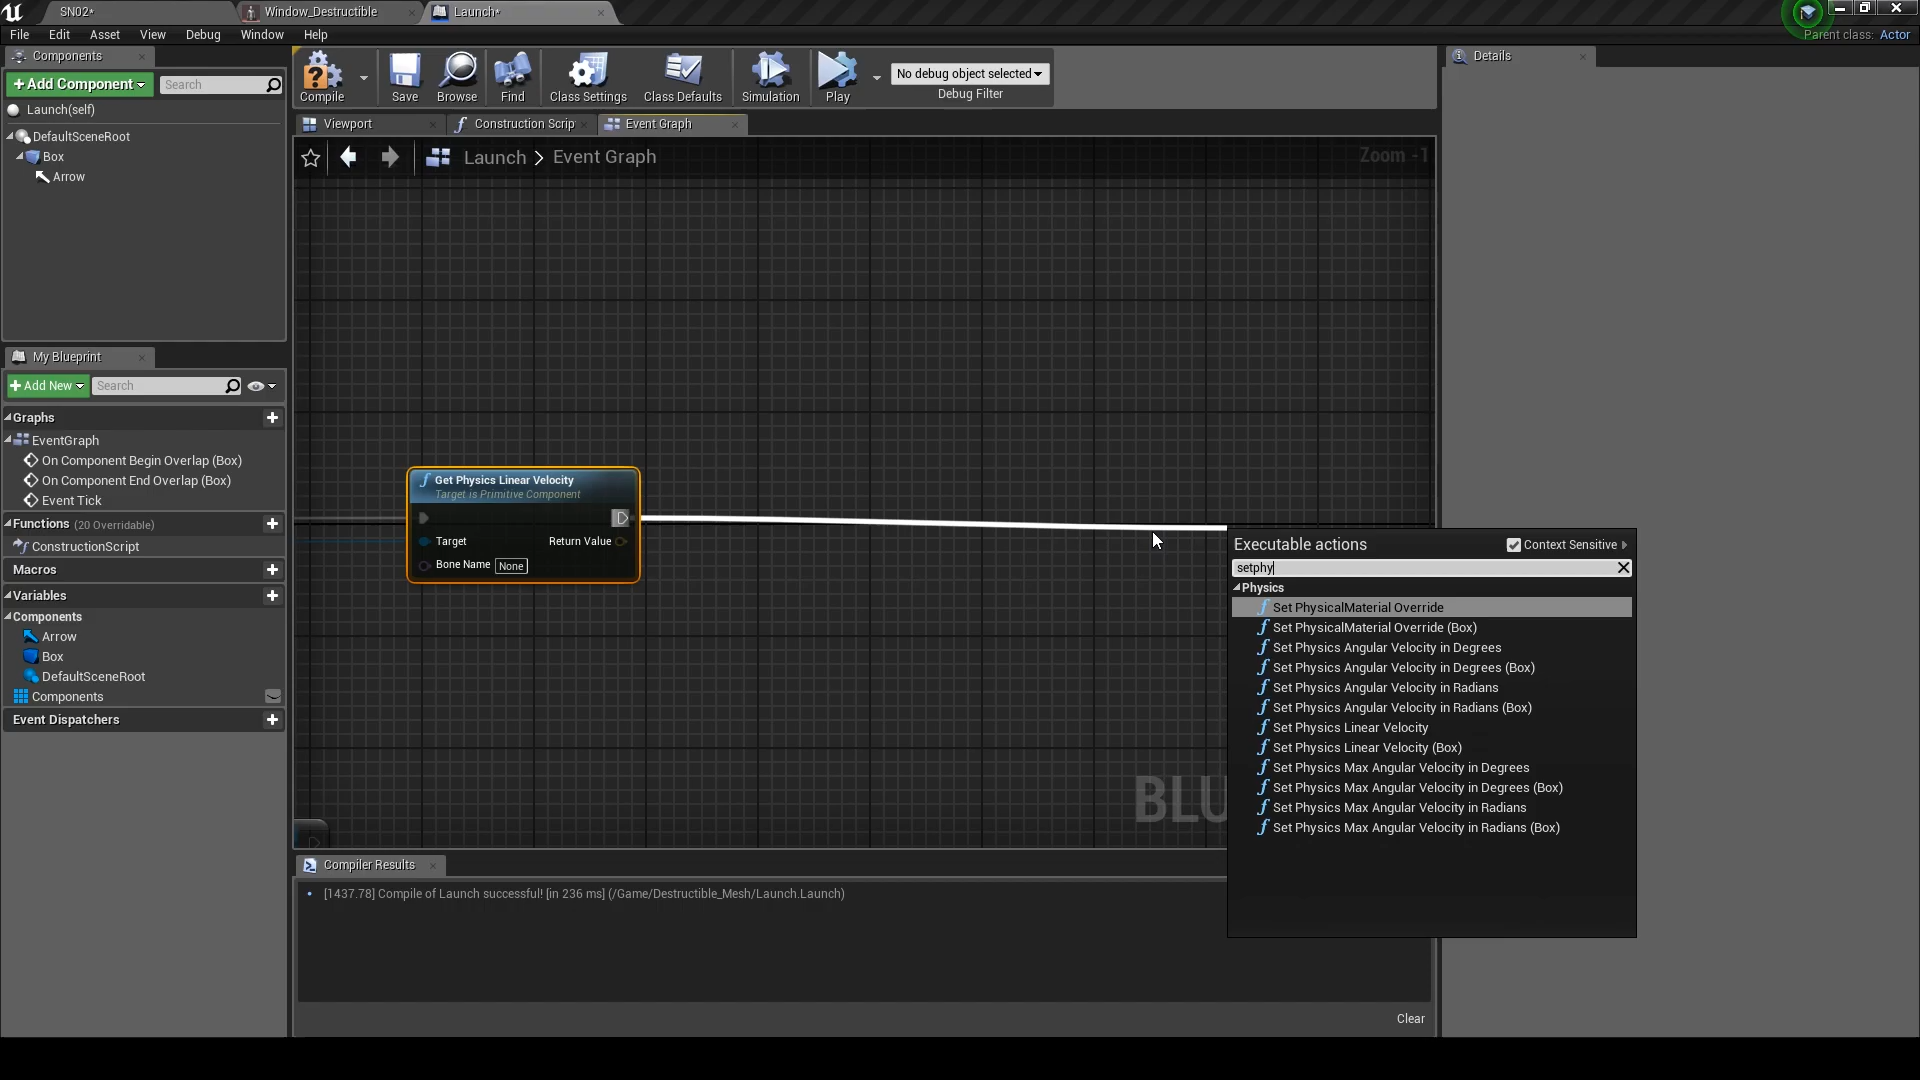 SN02*
Window_Destructible
Launch*
File Edit Asset View Debug Window Help
Parent class: Actor
Components
+ Add Component
Search
Launch(self)
DefaultSceneRoot
Box
Arrow
Compile
Save
Browse
Find
Class Settings
Class Defaults
Simulation
Play
No debug object selected
Debug Filter
Details
Viewport
Construction Scrip
Event Graph
Launch > Event Graph
Zoom -1
My Blueprint
+ Add New
Search
Graphs
EventGraph
On Component Begin Overlap (Box)
On Component End Overlap (Box)
Event Tick
Functions (20 Overridable)
ConstructionScript
Macros
Variables
Components
Arrow
Box
DefaultSceneRoot
Components
Event Dispatchers
Get Physics Linear Velocity
Target is Primitive Component
Target
Return Value
Bone Name None
BLU
Executable actions
Context Sensitive
setphy
Physics
Set PhysicalMaterial Override
Set PhysicalMaterial Override (Box)
Set Physics Angular Velocity in Degrees
Set Physics Angular Velocity in Degrees (Box)
Set Physics Angular Velocity in Radians
Set Physics Angular Velocity in Radians (Box)
Set Physics Linear Velocity
Set Physics Linear Velocity (Box)
Set Physics Max Angular Velocity in Degrees
Set Physics Max Angular Velocity in Degrees (Box)
Set Physics Max Angular Velocity in Radians
Set Physics Max Angular Velocity in Radians (Box)
Compiler Results
[1437.78] Compile of Launch successful! [in 236 ms] (/Game/Destructible_Mesh/Launch.Launch)
Clear